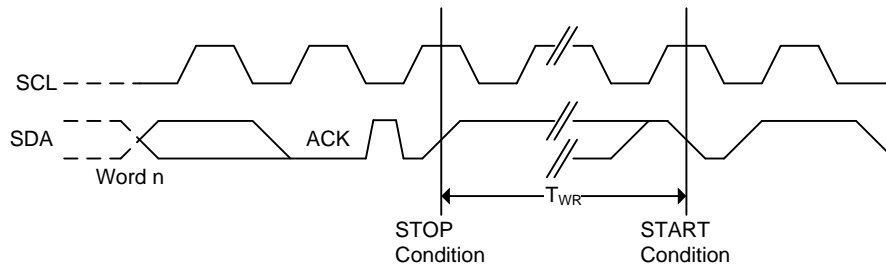 SCL
SDA
ACK
Word n
TWR
STOP
Condition
START
Condition